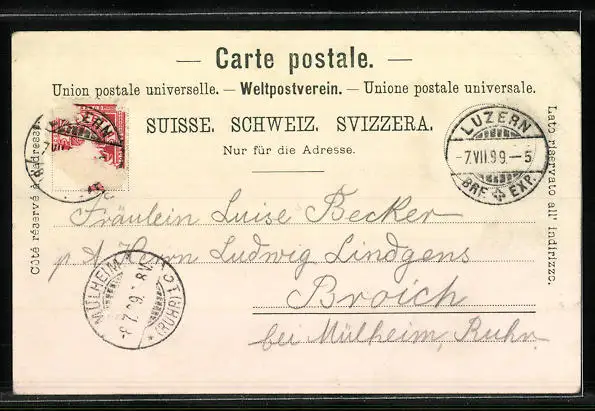 — Carte postale. —
Union postale universelle. — Weltpostverein. — Unione postale universale.
SUISSE. SCHWEIZ. SVIZZERA.
Nur für die Adresse.
Côté réservé à l'adresse.
Lato riservato all' indirizzo.
LUZERN
LUZERN
-7.VII.99.—5
BRF. EXP.
Fräulein Luise Becker
p. A. Herrn Ludwig Lindgens
Broich
bei Mülheim, Ruhr.
MÜLHEIM
(RUHR)